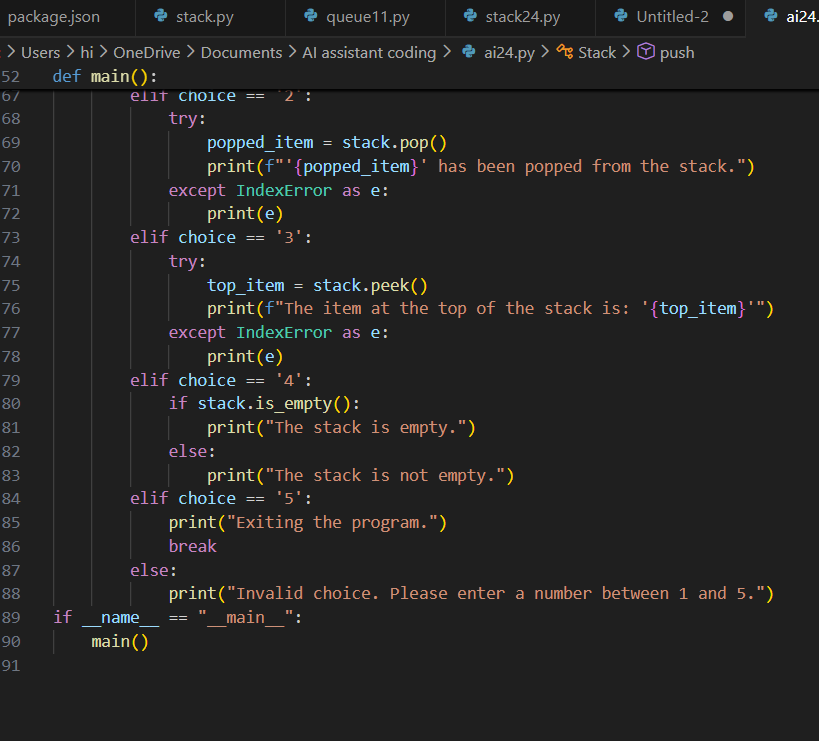 package.json stack.py queue11.py stack24.py Untitled-2 ai24.
Users > hi > OneDrive > Documents > AI assistant coding > ai24.py > Stack > push
52 def main():
67 elif choice == '2':
68 try:
69 popped_item = stack.pop()
70 print(f"'{popped_item}' has been popped from the stack.")
71 except IndexError as e:
72 print(e)
73 elif choice == '3':
74 try:
75 top_item = stack.peek()
76 print(f"The item at the top of the stack is: '{top_item}'")
77 except IndexError as e:
78 print(e)
79 elif choice == '4':
80 if stack.is_empty():
81 print("The stack is empty.")
82 else:
83 print("The stack is not empty.")
84 elif choice == '5':
85 print("Exiting the program.")
86 break
87 else:
88 print("Invalid choice. Please enter a number between 1 and 5.")
89 if __name__ == "__main__":
90 main()
91